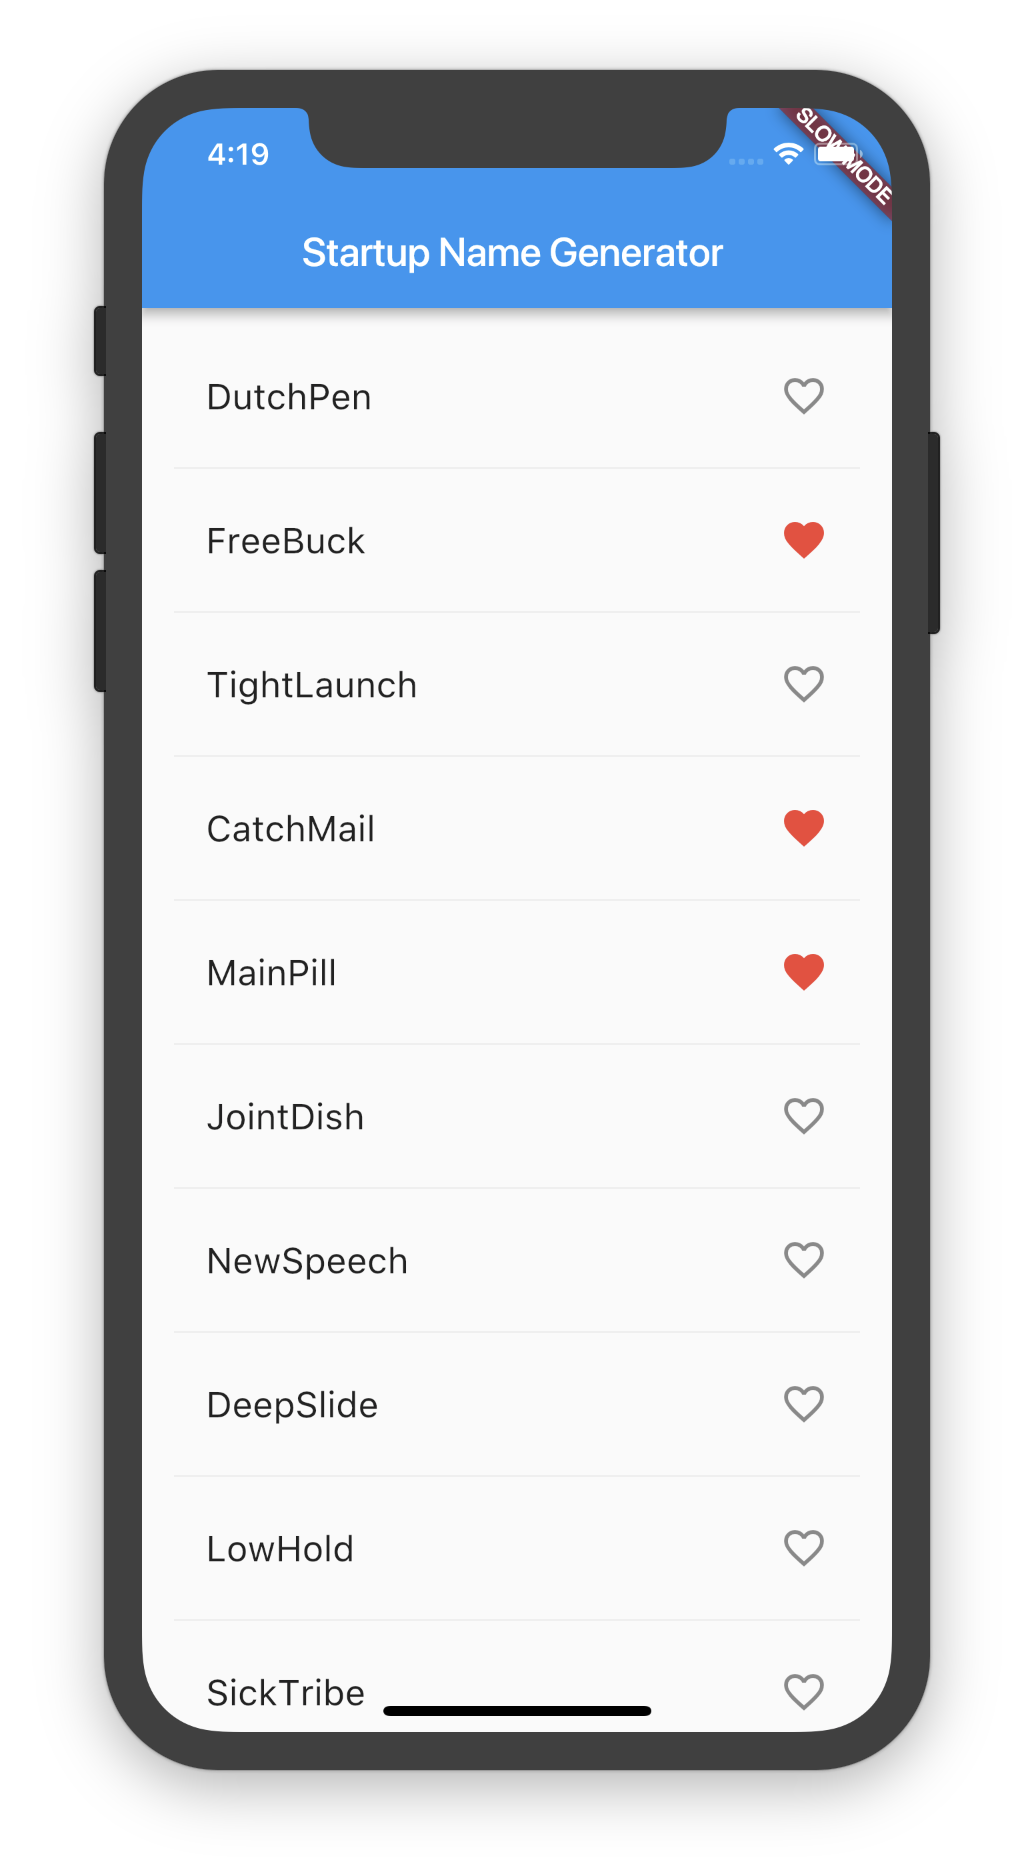 4:19
SLOW MODE
Startup Name Generator
DutchPen
FreeBuck
TightLaunch
CatchMail
MainPill
JointDish
NewSpeech
DeepSlide
LowHold
SickTribe